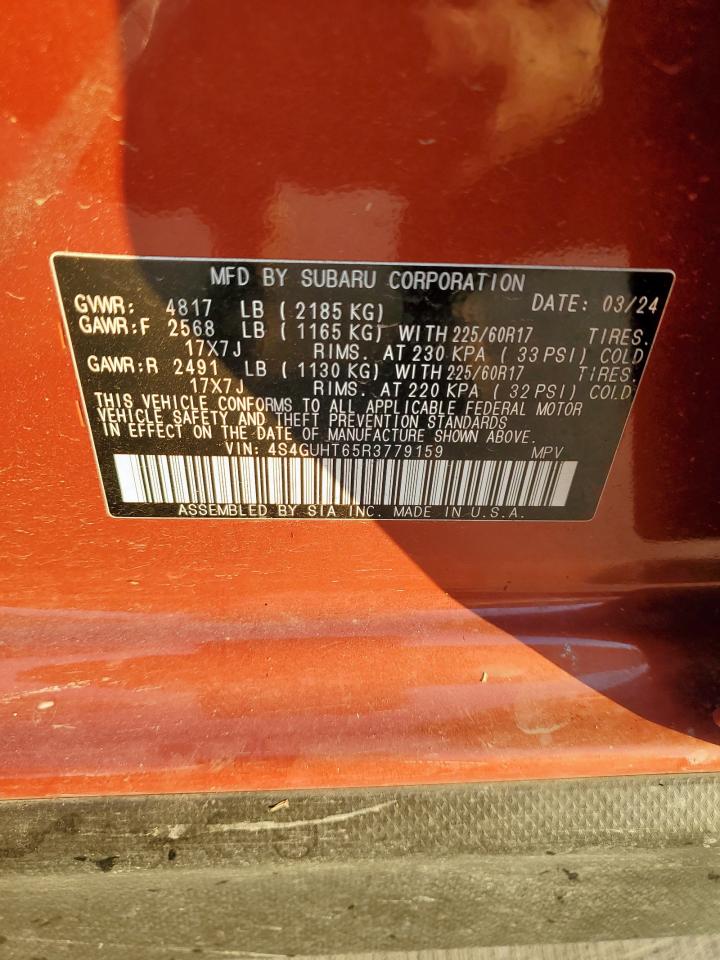 MFD BY SUBARU CORPORATION
GVWR: 4817 LB ( 2185 KG) DATE: 03/24
GAWR:F 2568 LB ( 1165 KG) WITH 225/60R17 TIRES.
17X7J RIMS. AT 230 KPA ( 33 PSI) COLD
GAWR:R 2491 LB ( 1130 KG) WITH 225/60R17 TIRES.
17X7J RIMS. AT 220 KPA ( 32 PSI) COLD.
THIS VEHICLE CONFORMS TO ALL APPLICABLE FEDERAL MOTOR
VEHICLE SAFETY AND THEFT PREVENTION STANDARDS
IN EFFECT ON THE DATE OF MANUFACTURE SHOWN ABOVE.
VIN: 4S4GUHT65R3779159 MPV
ASSEMBLED BY SIA INC. MADE IN U.S.A.